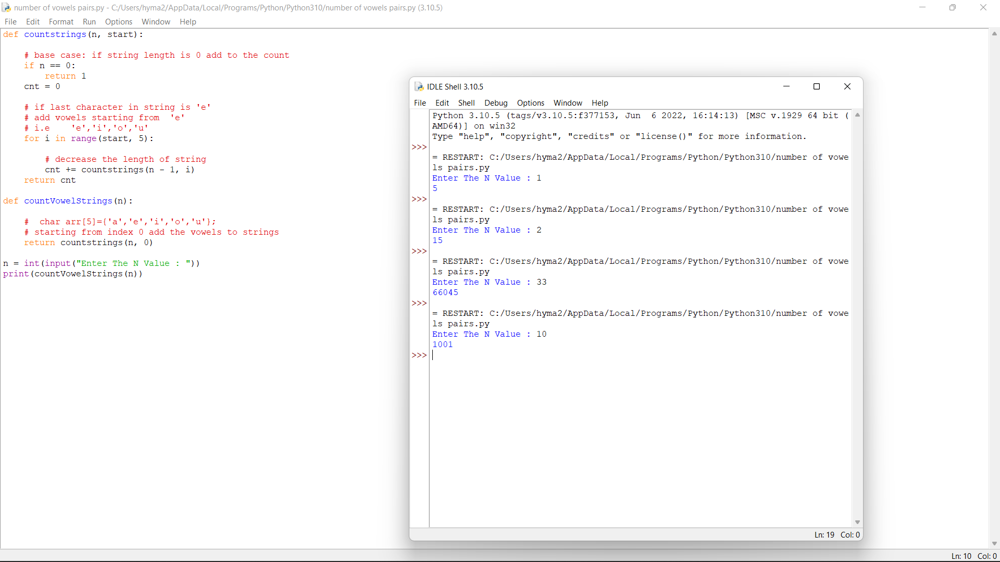 number of vowels pairs.py - C:/Users/hyma2/AppData/Local/Programs/Python/Python310/number of vowels pairs.py (3.10.5)
File Edit Format Run Options Window Help
def countstrings(n, start):
    # base case: if string length is 0 add to the count
    if n == 0:
        return 1
    cnt = 0
    # if last character in string is 'e'
    # add vowels starting from  'e'
    # i.e    'e','i','o','u'
    for i in range(start, 5):
        # decrease the length of string
        cnt += countstrings(n - 1, i)
    return cnt
def countVowelStrings(n):
    #  char arr[5]={'a','e','i','o','u'};
    # starting from index 0 add the vowels to strings
    return countstrings(n, 0)
n = int(input("Enter The N Value : "))
print(countVowelStrings(n))
Ln: 10 Col: 0
IDLE Shell 3.10.5
File Edit Shell Debug Options Window Help
Python 3.10.5 (tags/v3.10.5:f377153, Jun  6 2022, 16:14:13) [MSC v.1929 64 bit (
AMD64)] on win32
Type "help", "copyright", "credits" or "license()" for more information.
>>>
= RESTART: C:/Users/hyma2/AppData/Local/Programs/Python/Python310/number of vowe
ls pairs.py
Enter The N Value : 1
5
>>>
= RESTART: C:/Users/hyma2/AppData/Local/Programs/Python/Python310/number of vowe
ls pairs.py
Enter The N Value : 2
15
>>>
= RESTART: C:/Users/hyma2/AppData/Local/Programs/Python/Python310/number of vowe
ls pairs.py
Enter The N Value : 33
66045
>>>
= RESTART: C:/Users/hyma2/AppData/Local/Programs/Python/Python310/number of vowe
ls pairs.py
Enter The N Value : 10
1001
>>>
Ln: 19 Col: 0